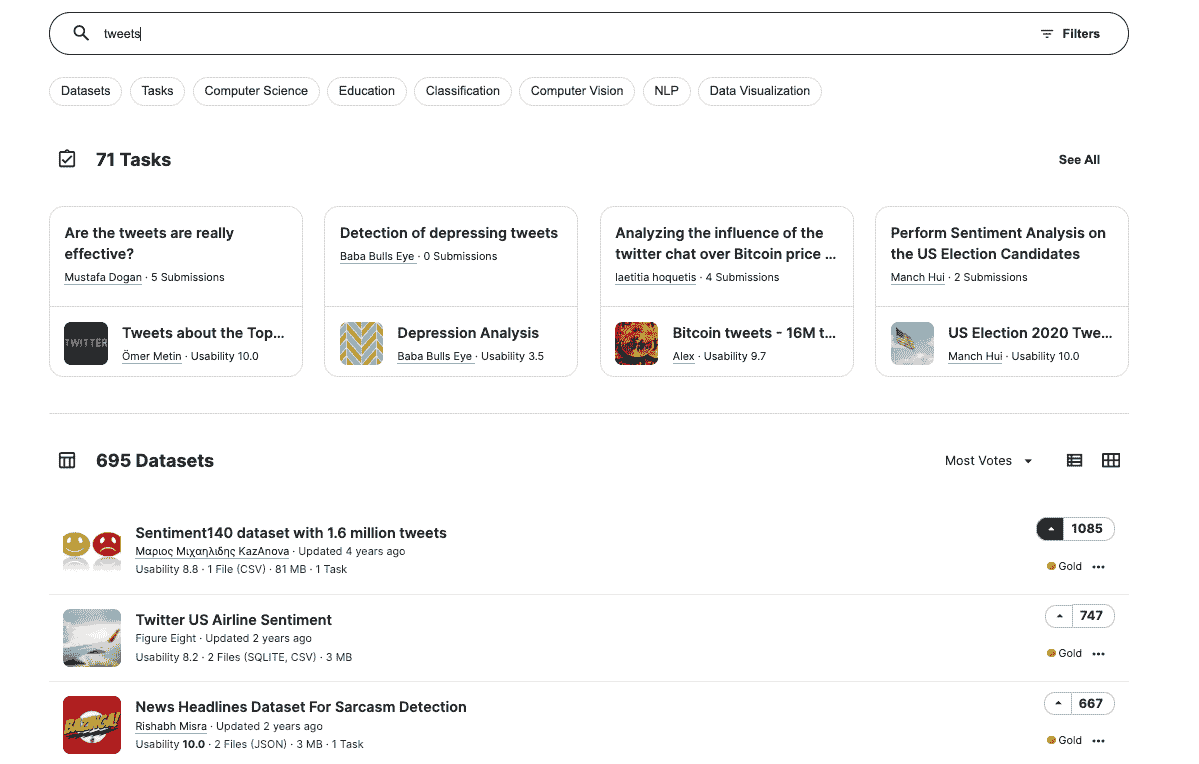 tweets
Filters
Datasets
Tasks
Computer Science
Education
Classification
Computer Vision
NLP
Data Visualization
71 Tasks
See All
Are the tweets are really
effective?
Mustafa Dogan · 5 Submissions
TWITTER
Tweets about the Top...
Ömer Metin · Usability 10.0
Detection of depressing tweets
Baba Bulls Eye · 0 Submissions
Depression Analysis
Baba Bulls Eye · Usability 3.5
Analyzing the influence of the
twitter chat over Bitcoin price ...
laetitia hoquetis · 4 Submissions
Bitcoin tweets - 16M t...
Alex · Usability 9.7
Perform Sentiment Analysis on
the US Election Candidates
Manch Hui · 2 Submissions
US Election 2020 Twe...
Manch Hui · Usability 10.0
695 Datasets
Most Votes
Sentiment140 dataset with 1.6 million tweets
Μαριος Μιχαηλιδης KazAnova · Updated 4 years ago
Usability 8.8 · 1 File (CSV) · 81 MB · 1 Task
1085
Gold
Twitter US Airline Sentiment
Figure Eight · Updated 2 years ago
Usability 8.2 · 2 Files (SQLITE, CSV) · 3 MB
747
Gold
BAZINGA!
News Headlines Dataset For Sarcasm Detection
Rishabh Misra · Updated 2 years ago
Usability 10.0 · 2 Files (JSON) · 3 MB · 1 Task
667
Gold